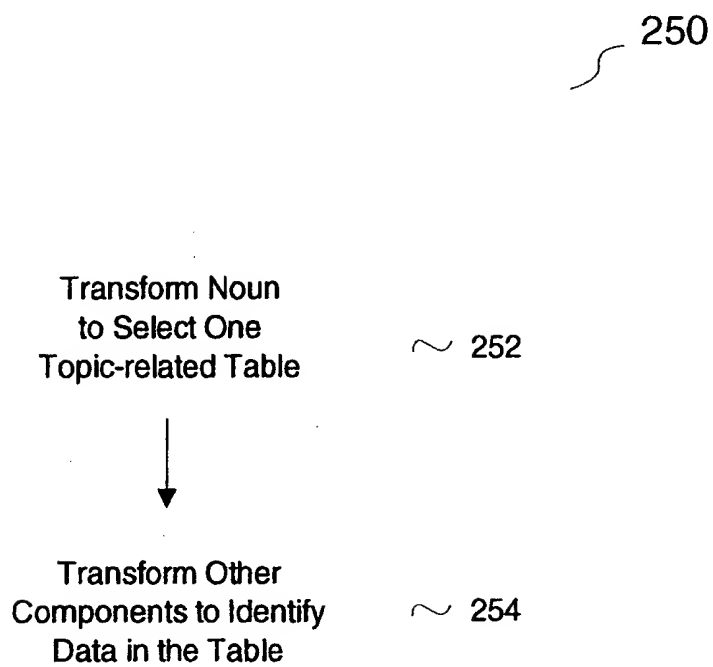 250
Transform Noun
to Select One
Topic-related Table
252
Transform Other
Components to Identify
Data in the Table
254